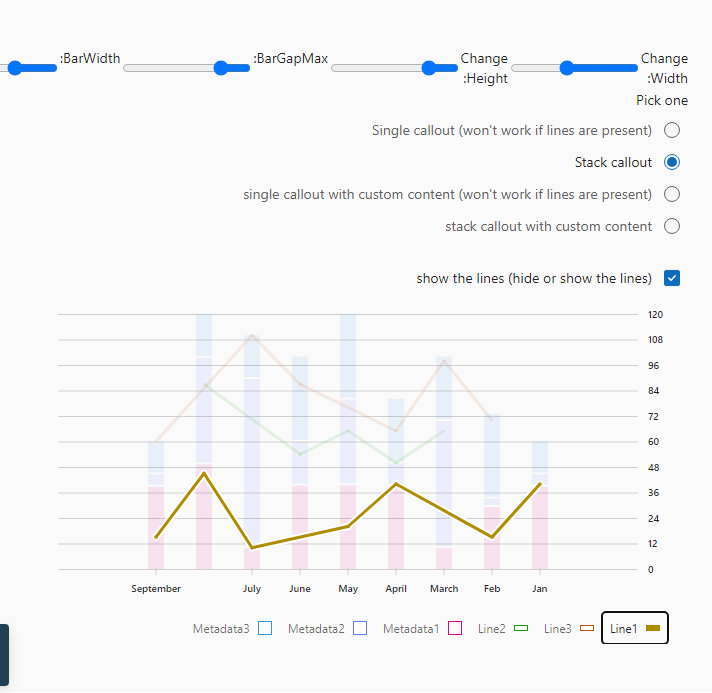 :BarWidth
:BarGapMax
Change :Height
Change :Width
Pick one
Single callout (won't work if lines are present)
Stack callout
single callout with custom content (won't work if lines are present)
stack callout with custom content
show the lines (hide or show the lines)
120
108
96
84
72
60
48
36
24
12
0
September July June May April March Feb Jan
Metadata3 Metadata2 Metadata1 Line2 Line3 Line1